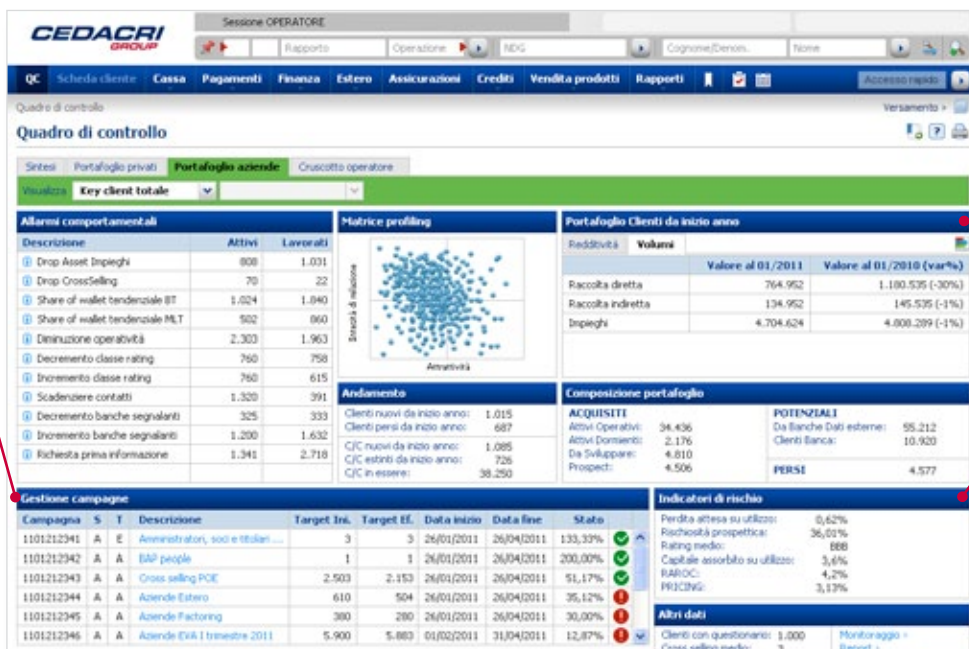 CEDACRI
GROUP
Sessione OPERATORE
Rapporto
Operazione
NDG
Cognome/Denom.
Nome
QC Scheda cliente Cassa Pagamenti Finanza Estero Assicurazioni Crediti Vendita prodotti Rapporti Accesso rapido
Quadro di controllo
Versamento >
Quadro di controllo
Sintesi Portafoglio privati Portafoglio aziende Cruscotto operatore
Visualizza Key client totale
Allarmi comportamentali
Descrizione Attivi Lavorati
Drop Asset Impieghi 808 1.031
Drop CrossSelling 70 22
Share of wallet tendenziale BT 1.024 1.840
Share of wallet tendenziale MLT 502 860
Diminuzione operatività 2.303 1.963
Decremento classe rating 760 758
Incremento classe rating 760 615
Scadenziere contatti 1.320 391
Decremento banche segnalanti 325 333
Incremento banche segnalanti 1.200 1.632
Richiesta prima informazione 1.341 2.718
Matrice profiling
Intensità di relazione
Attrattività
Portafoglio Clienti da inizio anno
Redditività Volumi
Valore al 01/2011 Valore al 01/2010 (var%)
Raccolta diretta 764.952 1.180.535 (-30%)
Raccolta indiretta 134.952 145.535 (-1%)
Impieghi 4.704.624 4.808.289 (-1%)
Andamento
Clienti nuovi da inizio anno: 1.015
Clienti persi da inizio anno: 687
C/C nuovi da inizio anno: 1.085
C/C estinti da inizio anno: 726
C/C in essere: 38.250
Composizione portafoglio
ACQUISITI
Attivi Operativi: 34.436
Attivi Dormienti: 2.176
Da Sviluppare: 4.810
Prospect: 4.506
POTENZIALI
Da Banche Dati esterne: 55.212
Clienti Banca: 10.920
PERSI 4.577
Gestione campagne
Campagna S T Descrizione Target Ini. Target Ef. Data inizio Data fine Stato
1101212341 A E Amministratori, soci e titolari ... 3 3 26/01/2011 26/04/2011 133,33%
1101212342 A A BAP people 1 1 26/01/2011 26/04/2011 200,00%
1101212343 A A Cross selling POE 2.503 2.153 26/01/2011 26/04/2011 51,17%
1101212344 A A Aziende Estero 610 504 26/01/2011 26/04/2011 35,12%
1101212345 A A Aziende Factoring 380 280 26/01/2011 26/04/2011 30,00%
1101212346 A A Aziende EVA I trimestre 2011 5.900 5.883 01/02/2011 31/04/2011 12,87%
Indicatori di rischio
Perdita attesa su utilizzo: 0,62%
Rischiosità prospettica: 36,01%
Rating medio: BBB
Capitale assorbito su utilizzo: 3,6%
RAROC: 4,2%
PRICING: 3,13%
Altri dati
Clienti con questionario: 1.000
Cross selling medio: 3
Monitoraggio >
Report >